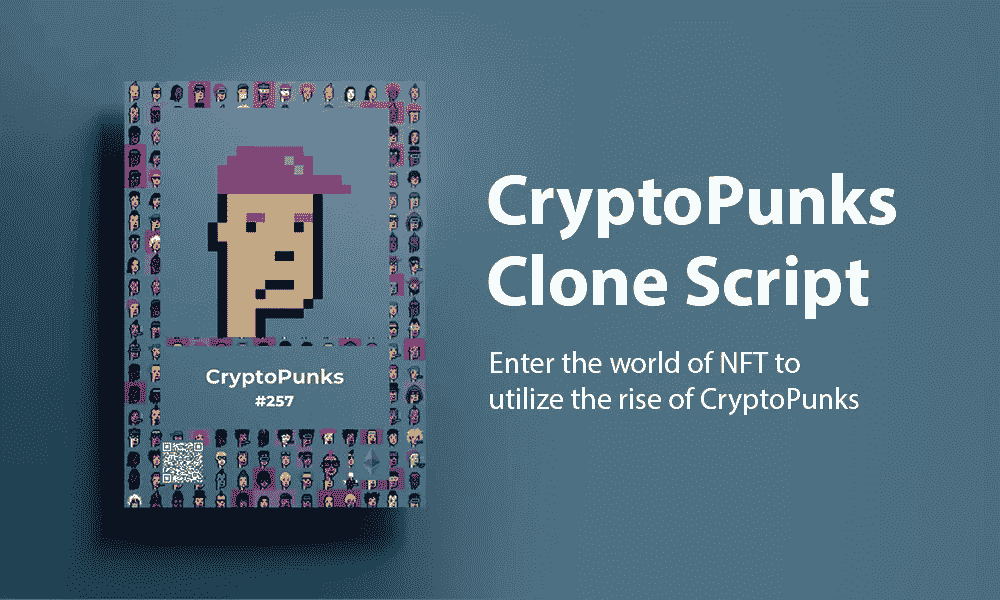 CryptoPunks
#257
CryptoPunks
Clone Script
Enter the world of NFT to
utilize the rise of CryptoPunks